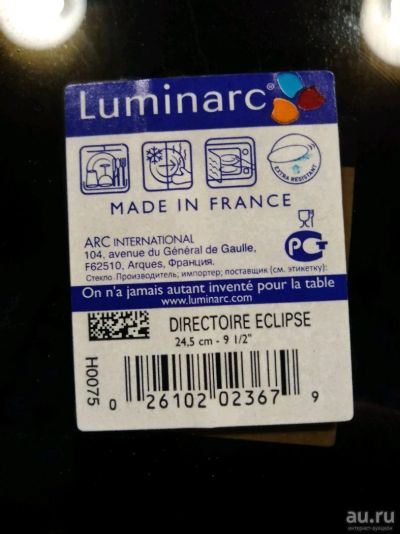 Luminarc®
EXTRA RESISTANT
MADE IN FRANCE
ARC INTERNATIONAL
104, avenue du Général de Gaulle,
F62510, Arques, Франция.
Стекло. Производитель; импортер; поставщик (см. этикетку):
On n'a jamais autant inventé pour la table
www.luminarc.com
DIRECTOIRE ECLIPSE
24,5 cm - 9 1/2"
H0075
0 26102 02367 9
au.ru
интернет-аукцион